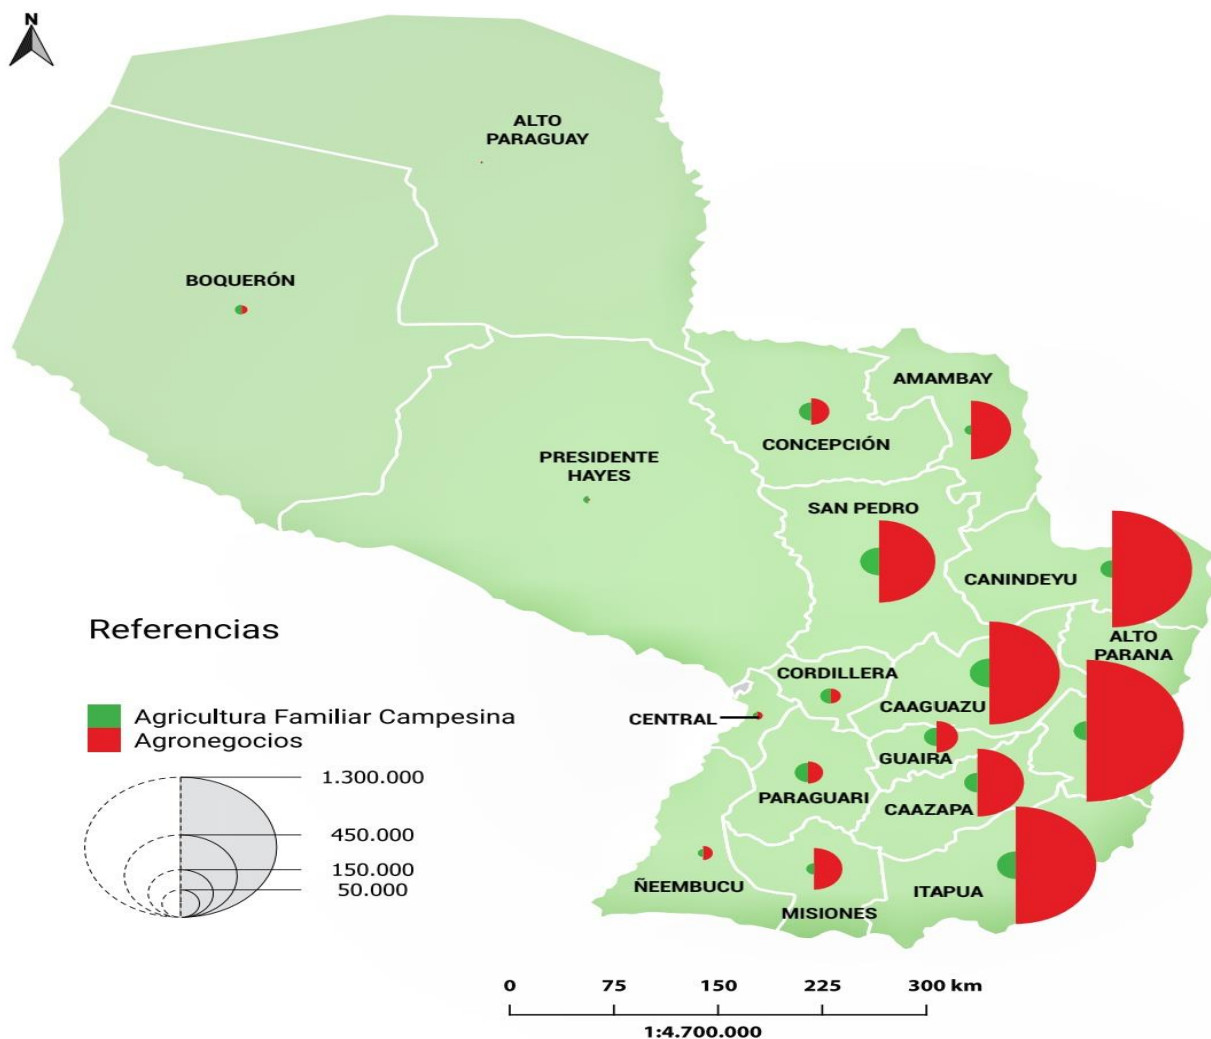 N
ALTO
PARAGUAY
BOQUERÓN
AMAMBAY
CONCEPCIÓN
PRESIDENTE
HAYES
SAN PEDRO
CANINDEYU
ALTO
PARANA
CORDILLERA
CAAGUAZU
CENTRAL
GUAIRA
PARAGUARI
CAAZAPA
ÑEEMBUCU
MISIONES
ITAPUA
Referencias
Agricultura Familiar Campesina
Agronegocios
1.300.000
450.000
150.000
50.000
0 75 150 225 300 km
1:4.700.000